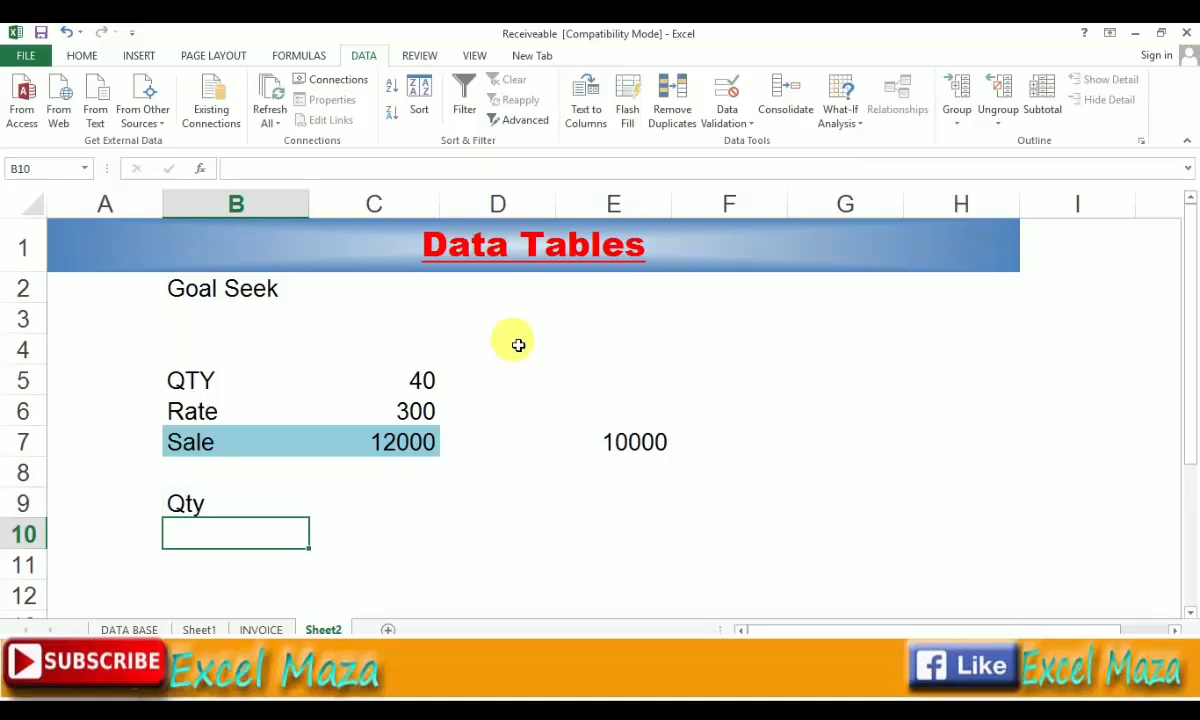 Receiveable [Compatibility Mode] - Excel
FILE HOME INSERT PAGE LAYOUT FORMULAS DATA REVIEW VIEW New Tab Sign in
From Access From Web From Text From Other Sources Existing Connections Refresh All Connections Properties Edit Links Sort Filter Clear Reapply Advanced Text to Columns Flash Fill Remove Duplicates Data Validation Consolidate What-If Analysis Relationships Group Ungroup Subtotal Show Detail Hide Detail
Get External Data Connections Sort & Filter Data Tools Outline
B10 fx
A B C D E F G H I
1 Data Tables
2 Goal Seek
3
4
5 QTY 40
6 Rate 300
7 Sale 12000 10000
8
9 Qty
10
11
12
DATA BASE Sheet1 INVOICE Sheet2
SUBSCRIBE Excel Maza f Like Excel Maza